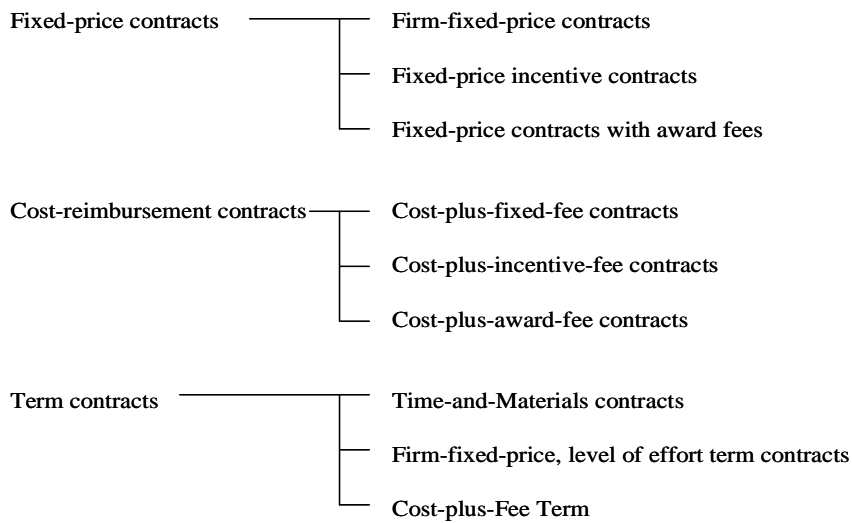 Fixed-price contracts
Firm-fixed-price contracts
Fixed-price incentive contracts
Fixed-price contracts with award fees
Cost-reimbursement contracts
Cost-plus-fixed-fee contracts
Cost-plus-incentive-fee contracts
Cost-plus-award-fee contracts
Term contracts
Time-and-Materials contracts
Firm-fixed-price, level of effort term contracts
Cost-plus-Fee Term